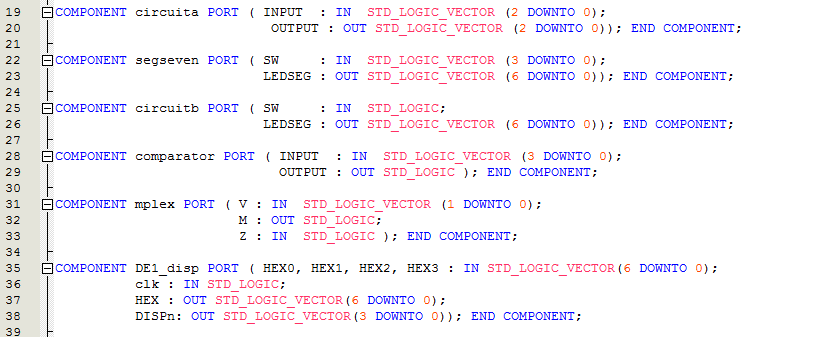 19 COMPONENT circuita PORT ( INPUT  : IN  STD_LOGIC_VECTOR (2 DOWNTO 0);
20                            OUTPUT : OUT STD_LOGIC_VECTOR (2 DOWNTO 0)); END COMPONENT;
21
22 COMPONENT segseven PORT ( SW     : IN  STD_LOGIC_VECTOR (3 DOWNTO 0);
23                           LEDSEG : OUT STD_LOGIC_VECTOR (6 DOWNTO 0)); END COMPONENT;
24
25 COMPONENT circuitb PORT ( SW     : IN  STD_LOGIC;
26                           LEDSEG : OUT STD_LOGIC_VECTOR (6 DOWNTO 0)); END COMPONENT;
27
28 COMPONENT comparator PORT ( INPUT  : IN  STD_LOGIC_VECTOR (3 DOWNTO 0);
29                             OUTPUT : OUT STD_LOGIC ); END COMPONENT;
30
31 COMPONENT mplex PORT ( V : IN  STD_LOGIC_VECTOR (1 DOWNTO 0);
32                        M : OUT STD_LOGIC;
33                        Z : IN  STD_LOGIC ); END COMPONENT;
34
35 COMPONENT DE1_disp PORT ( HEX0, HEX1, HEX2, HEX3 : IN STD_LOGIC_VECTOR(6 DOWNTO 0);
36           clk : IN STD_LOGIC;
37           HEX : OUT STD_LOGIC_VECTOR(6 DOWNTO 0);
38           DISPn: OUT STD_LOGIC_VECTOR(3 DOWNTO 0)); END COMPONENT;
39